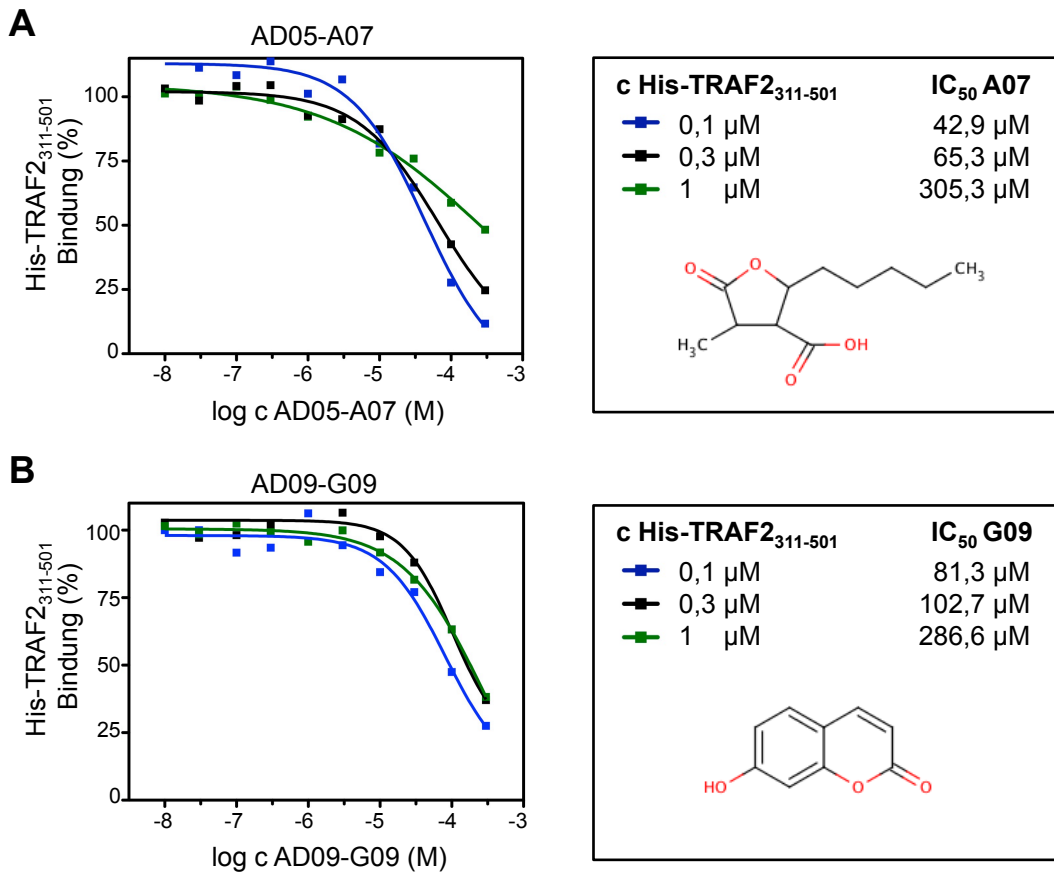 A
AD05-A07
His-TRAF2311-501
Bindung (%)
100
75
50
25
0
-8 -7 -6 -5 -4 -3
log c AD05-A07 (M)
c His-TRAF2311-501 IC50 A07
0,1 µM 42,9 µM
0,3 µM 65,3 µM
1 µM 305,3 µM
O O CH3
H3C OH
O
B
AD09-G09
His-TRAF2311-501
Bindung (%)
100
75
50
25
0
-8 -7 -6 -5 -4 -3
log c AD09-G09 (M)
c His-TRAF2311-501 IC50 G09
0,1 µM 81,3 µM
0,3 µM 102,7 µM
1 µM 286,6 µM
HO O O